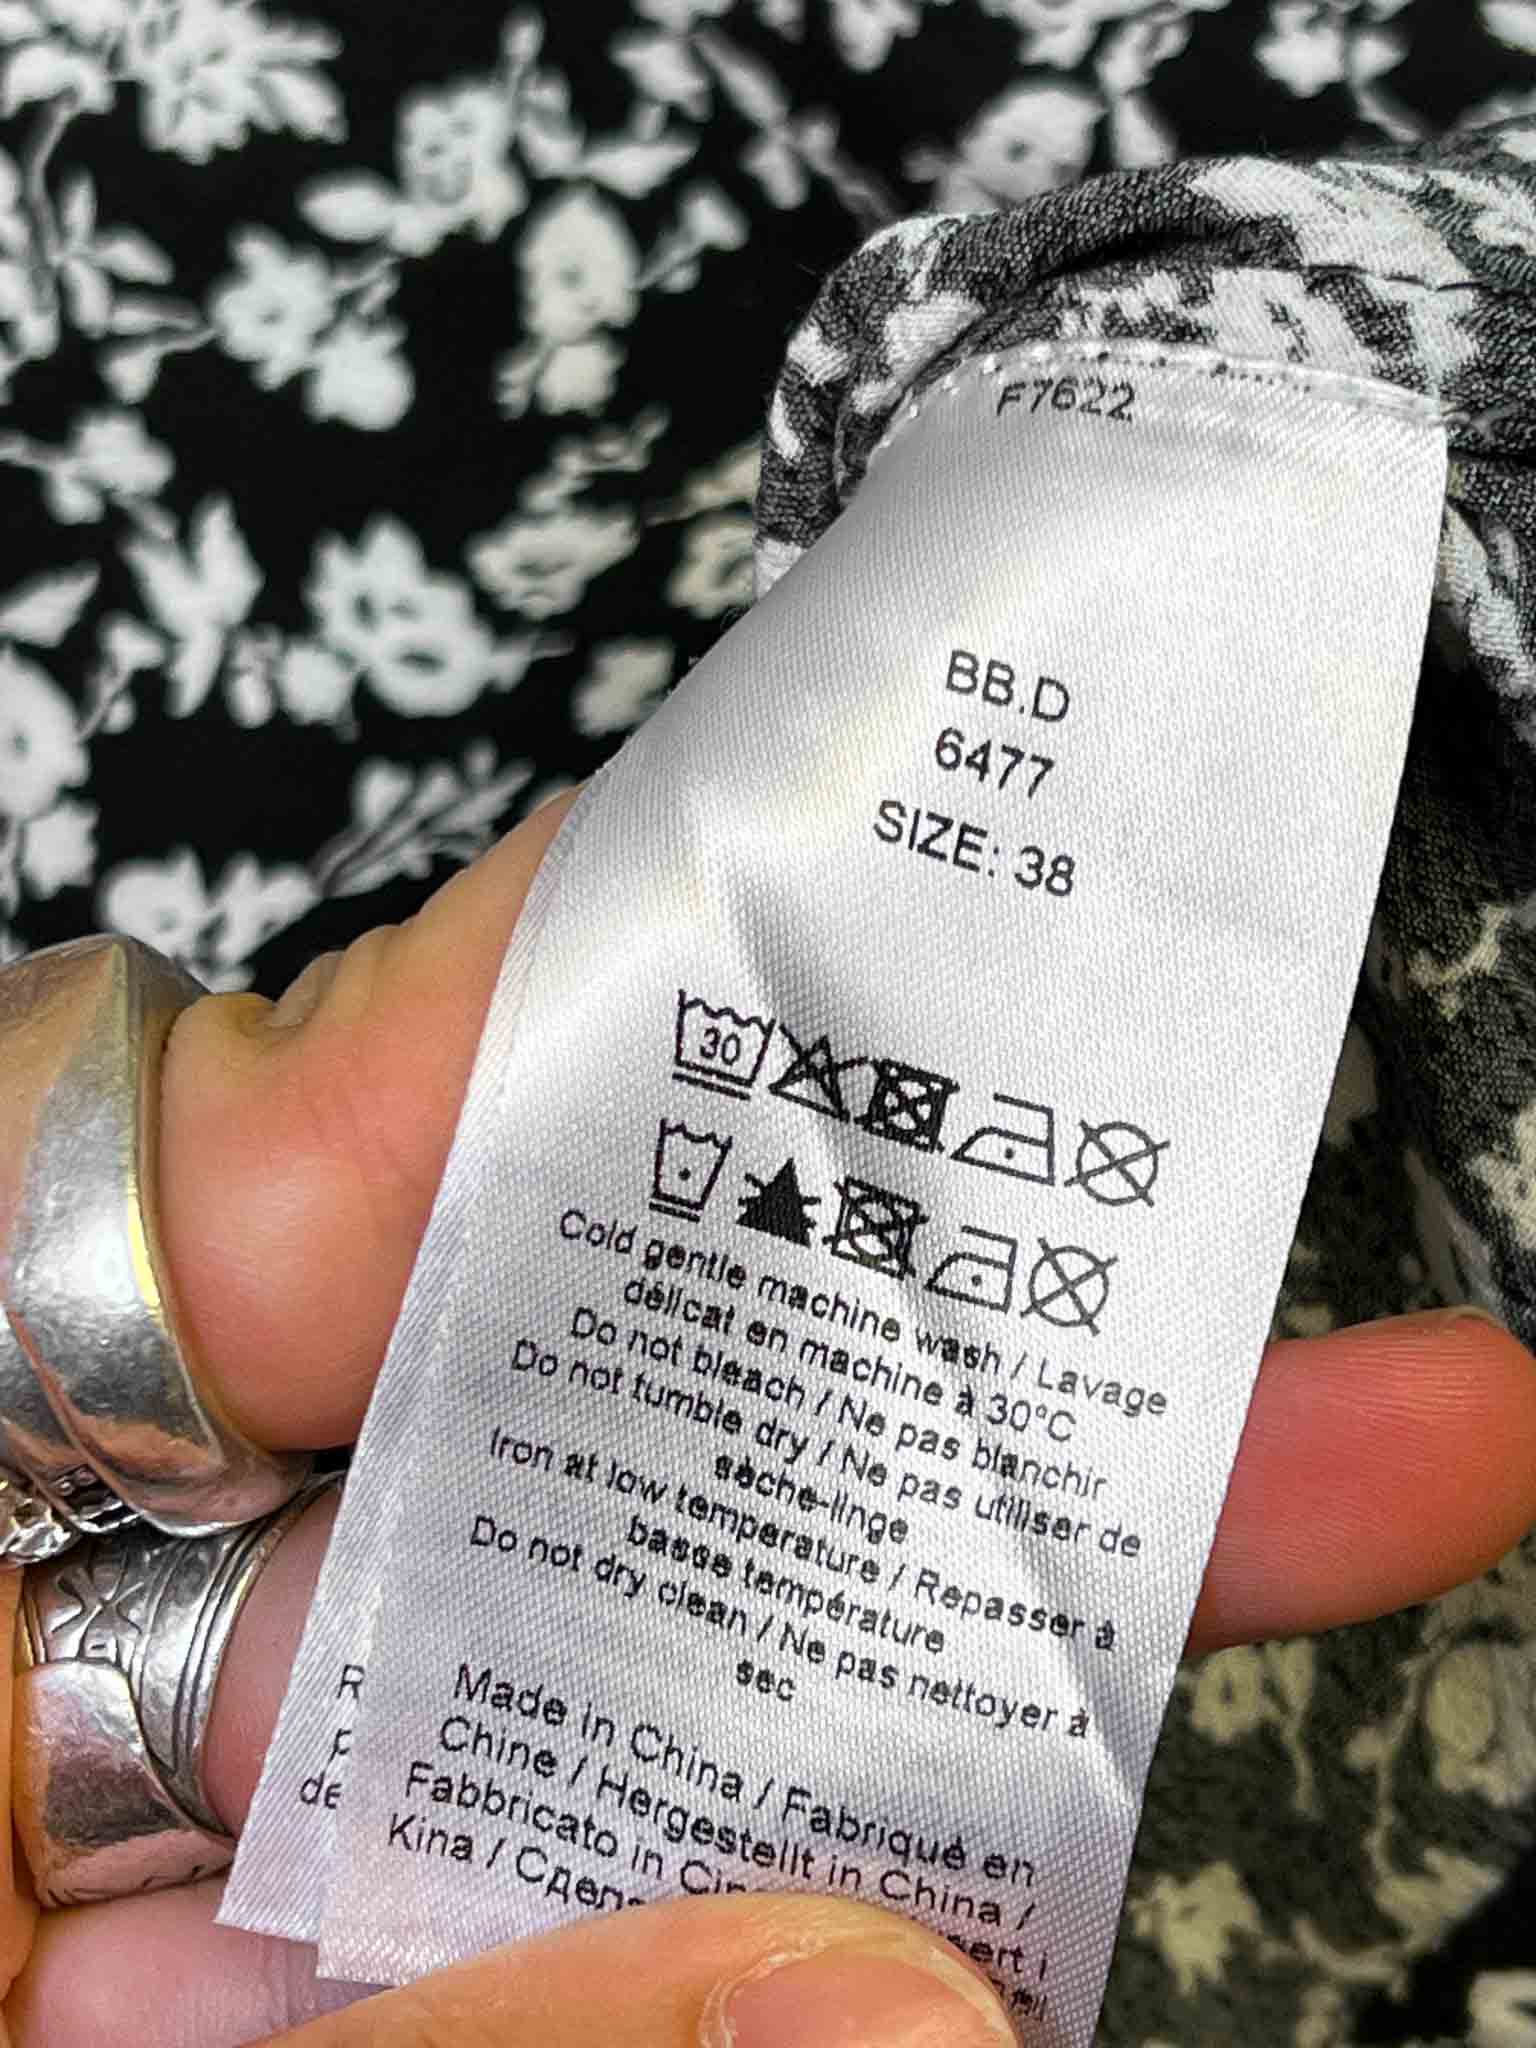 F7622
BB.D
6477
SIZE: 38
30
Cold gentle machine wash / Lavage
délicat en machine à 30°C
Do not bleach / Ne pas blanchir
Do not tumble dry / Ne pas utiliser de
sèche-linge
Iron at low temperature / Repasser à
basse température
Do not dry clean / Ne pas nettoyer à
sec
Made in China / Fabriqué en
Chine / Hergestellt in China /
Fabbricato in
Kina /